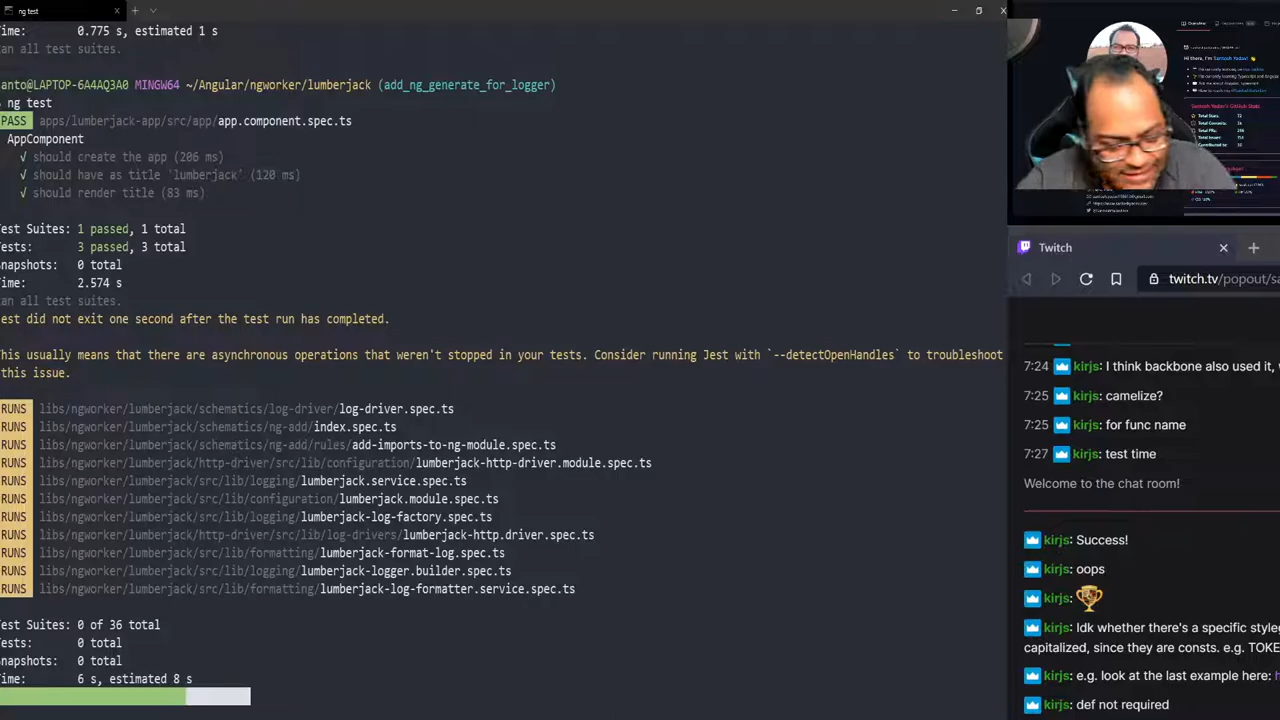 ng test
ime: 0.775 s, estimated 1 s
an all test suites.
anto@LAPTOP-6A4AQ3A0 MINGW64 ~/Angular/ngworker/lumberjack (add_ng_generate_for_logger)
ng test
PASS apps/lumberjack-app/src/app/app.component.spec.ts
AppComponent
√ should create the app (206 ms)
√ should have as title 'lumberjack' (120 ms)
√ should render title (83 ms)
est Suites: 1 passed, 1 total
ests: 3 passed, 3 total
napshots: 0 total
ime: 2.574 s
an all test suites.
est did not exit one second after the test run has completed.
his usually means that there are asynchronous operations that weren't stopped in your tests. Consider running Jest with `--detectOpenHandles` to troubleshoot
this issue.
RUNS libs/ngworker/lumberjack/schematics/log-driver/log-driver.spec.ts
RUNS libs/ngworker/lumberjack/schematics/ng-add/index.spec.ts
RUNS libs/ngworker/lumberjack/schematics/ng-add/rules/add-imports-to-ng-module.spec.ts
RUNS libs/ngworker/lumberjack/http-driver/src/lib/configuration/lumberjack-http-driver.module.spec.ts
RUNS libs/ngworker/lumberjack/src/lib/logging/lumberjack.service.spec.ts
RUNS libs/ngworker/lumberjack/src/lib/configuration/lumberjack.module.spec.ts
RUNS libs/ngworker/lumberjack/src/lib/logging/lumberjack-log-factory.spec.ts
RUNS libs/ngworker/lumberjack/http-driver/src/lib/log-drivers/lumberjack-http.driver.spec.ts
RUNS libs/ngworker/lumberjack/src/lib/formatting/lumberjack-format-log.spec.ts
RUNS libs/ngworker/lumberjack/src/lib/logging/lumberjack-logger.builder.spec.ts
RUNS libs/ngworker/lumberjack/src/lib/formatting/lumberjack-log-formatter.service.spec.ts
est Suites: 0 of 36 total
ests: 0 total
napshots: 0 total
ime: 6 s, estimated 8 s
Hi there, I'm Santosh Yadav
Santosh Yadav's GitHub Stats
Twitch
twitch.tv/popout/sa
7:24 kirjs: I think backbone also used it,
7:25 kirjs: camelize?
7:25 kirjs: for func name
7:27 kirjs: test time
Welcome to the chat room!
kirjs: Success!
kirjs: oops
kirjs:
kirjs: Idk whether there's a specific style
capitalized, since they are consts. e.g. TOKE
kirjs: e.g. look at the last example here: h
kirjs: def not required